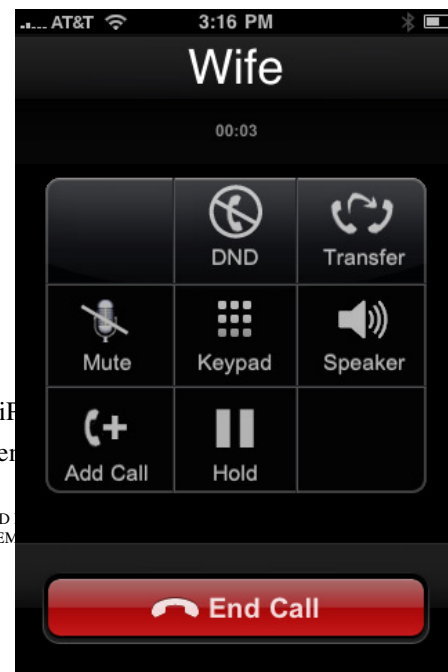 AT&T 3:16 PM
Wife
00:03
DND Transfer
Mute Keypad Speaker
Add Call Hold
End Call